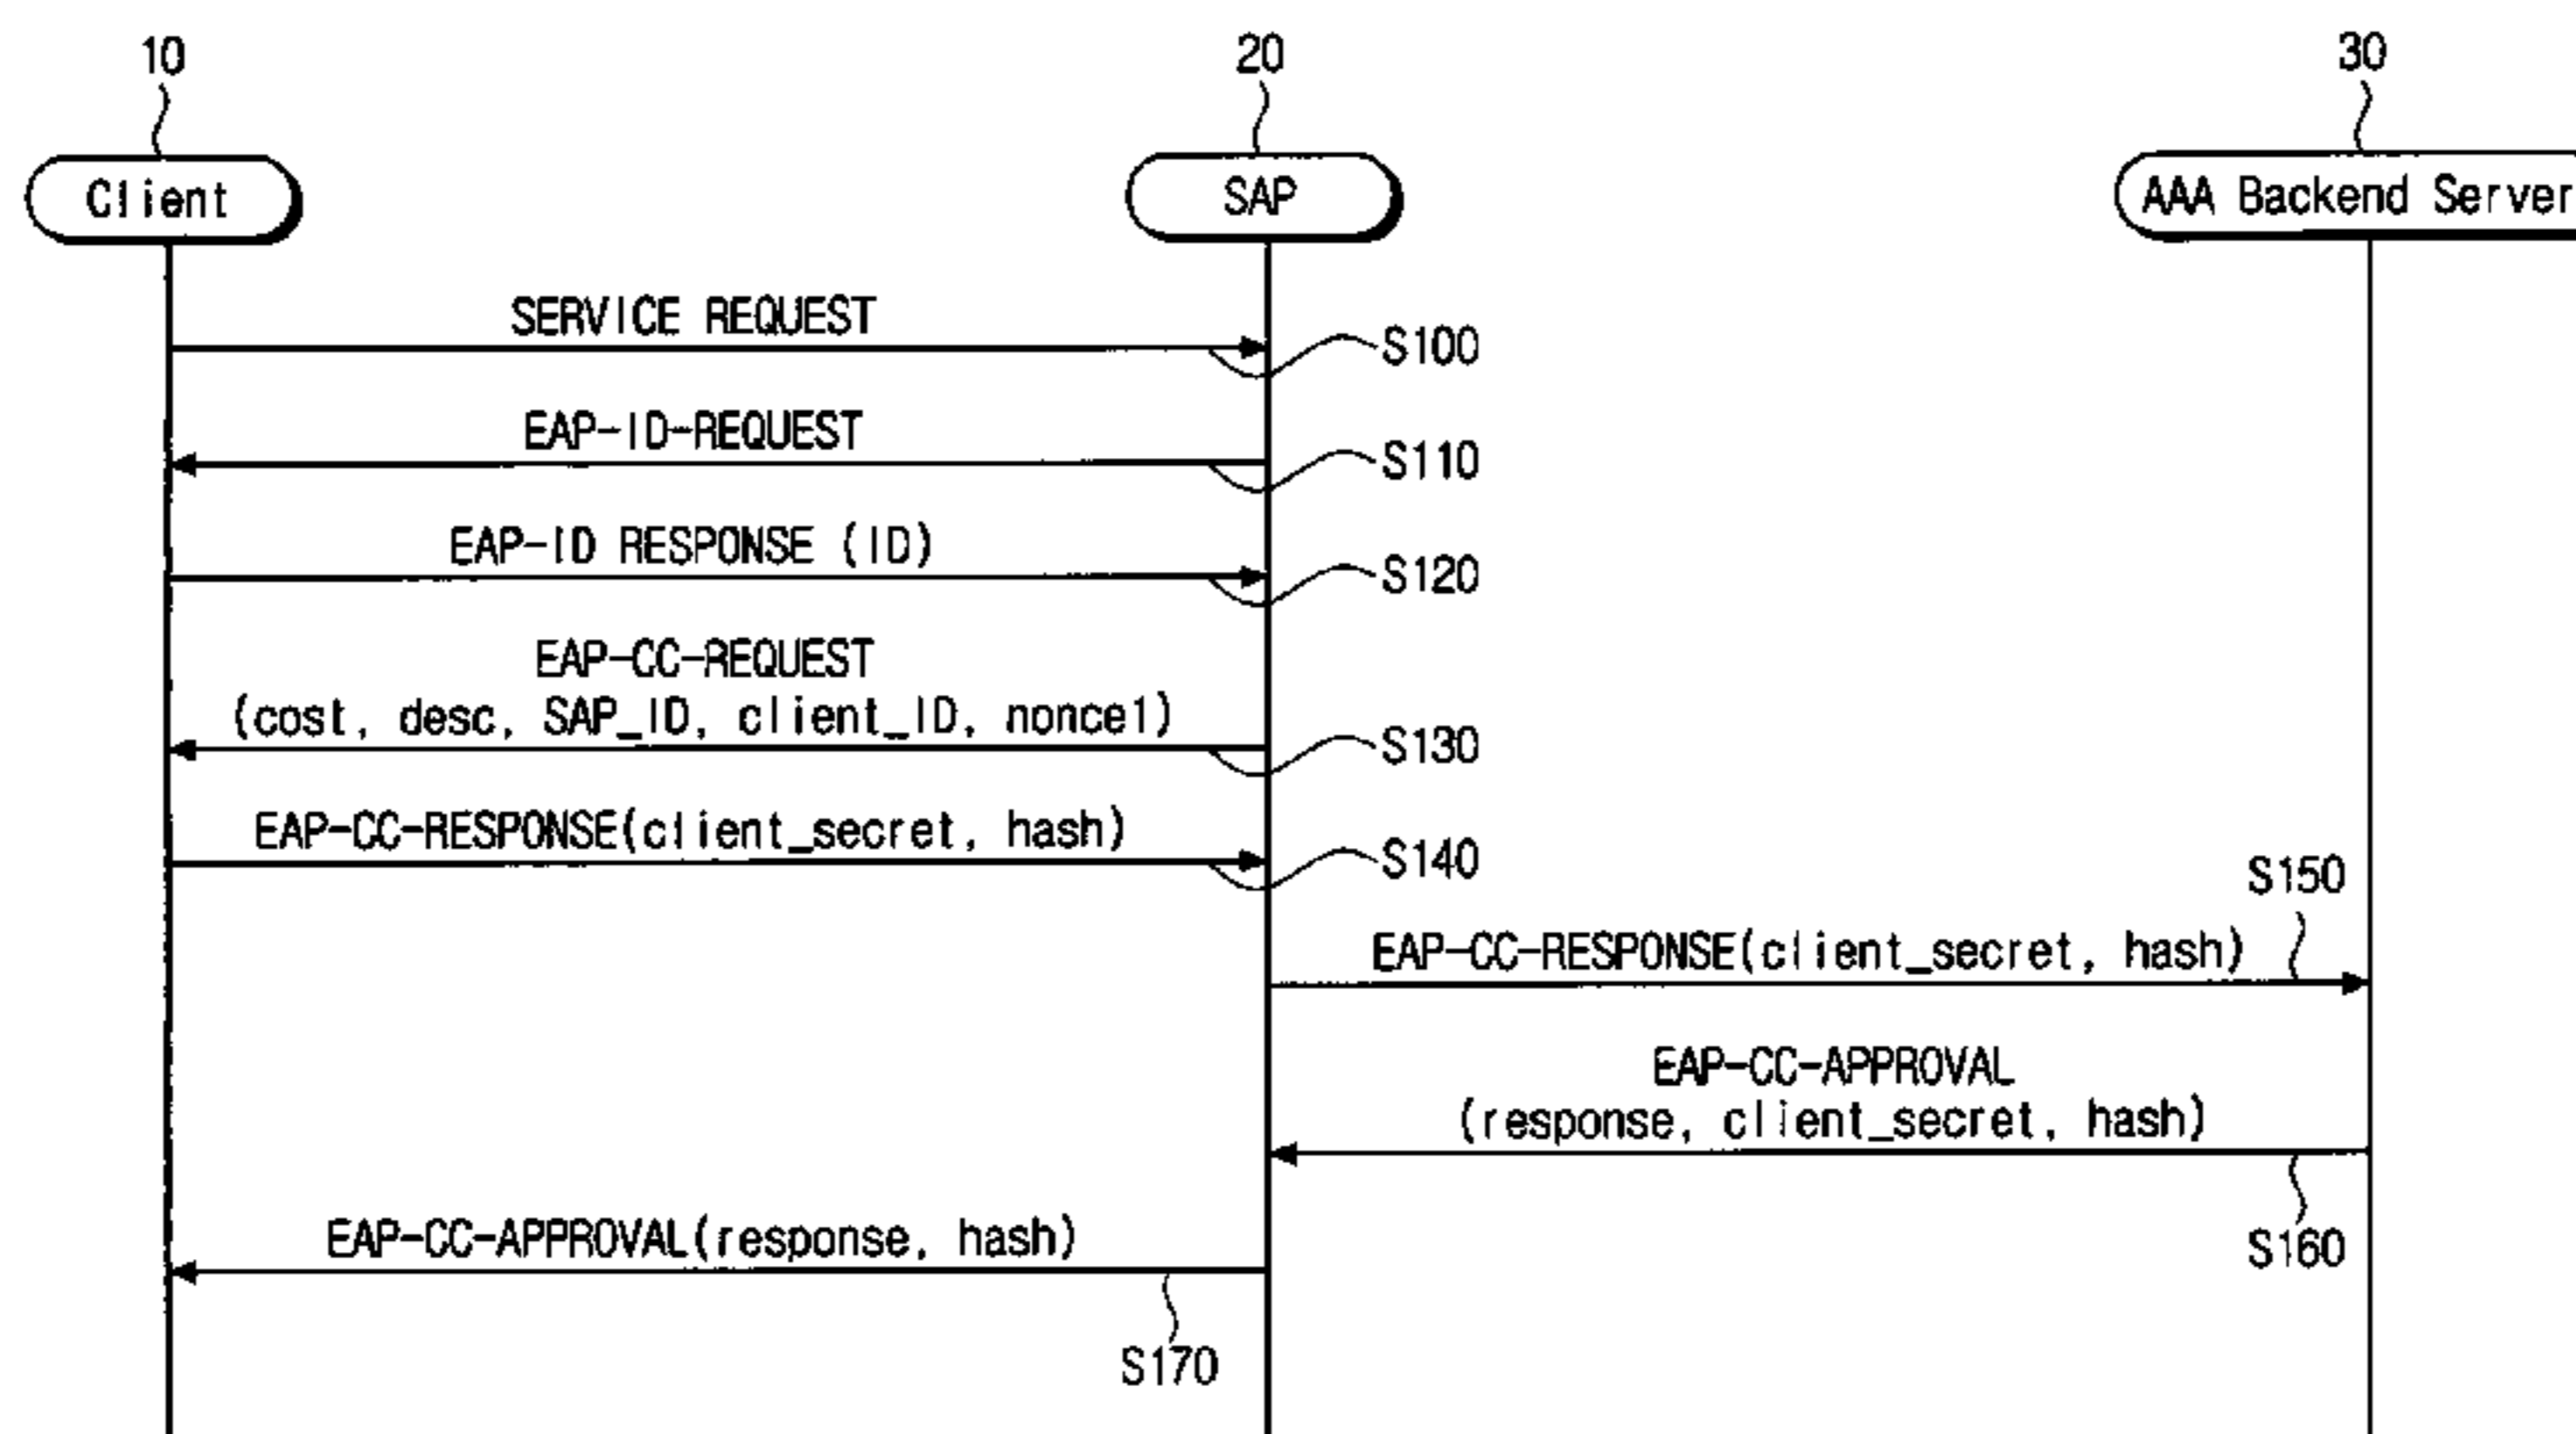 10
20
30
Client
SAP
AAA Backend Server
SERVICE REQUEST
S100
EAP-ID-REQUEST
S110
EAP-ID RESPONSE (ID)
S120
EAP-CC-REQUEST
(cost, desc, SAP_ID, client_ID, nonce1)
S130
EAP-CC-RESPONSE(client_secret, hash)
S140
S150
EAP-CC-RESPONSE(client_secret, hash)
EAP-CC-APPROVAL
(response, client_secret, hash)
S160
EAP-CC-APPROVAL(response, hash)
S170